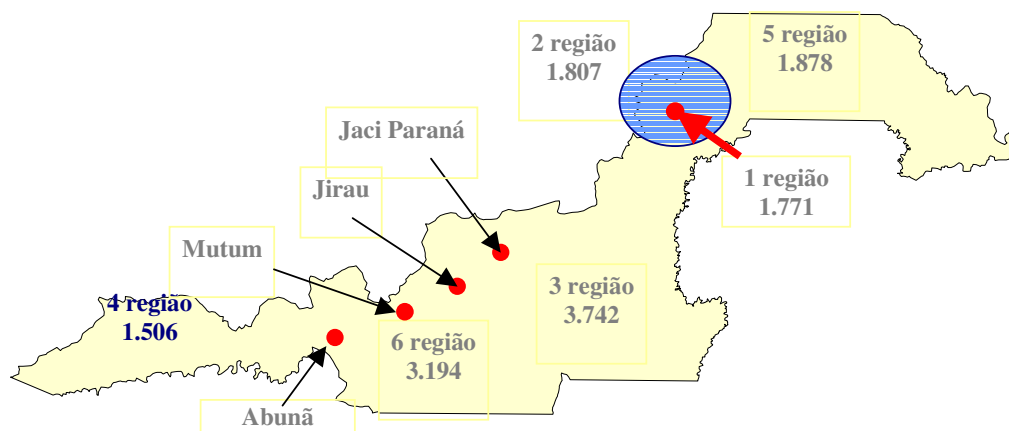 2 região
1.807
5 região
1.878
Jaci Paraná
Jirau
1 região
1.771
Mutum
4 região
1.506
3 região
3.742
6 região
3.194
Abunã